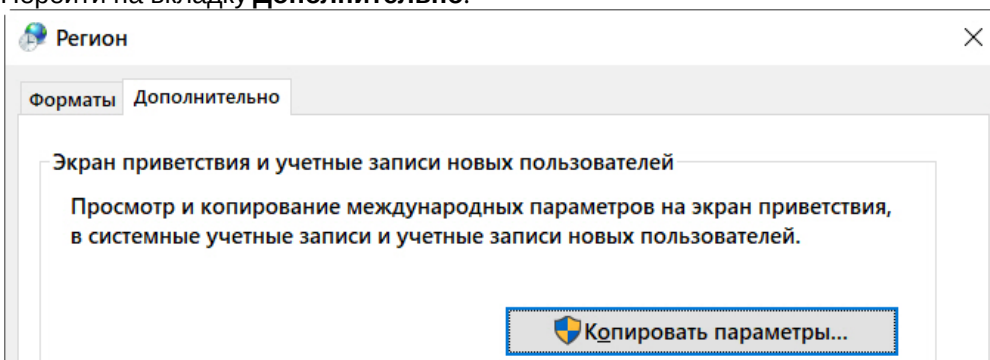 Перейти на вкладку Дополнительно.
Регион
Форматы Дополнительно
Экран приветствия и учетные записи новых пользователей
Просмотр и копирование международных параметров на экран приветствия,
в системные учетные записи и учетные записи новых пользователей.
Копировать параметры...